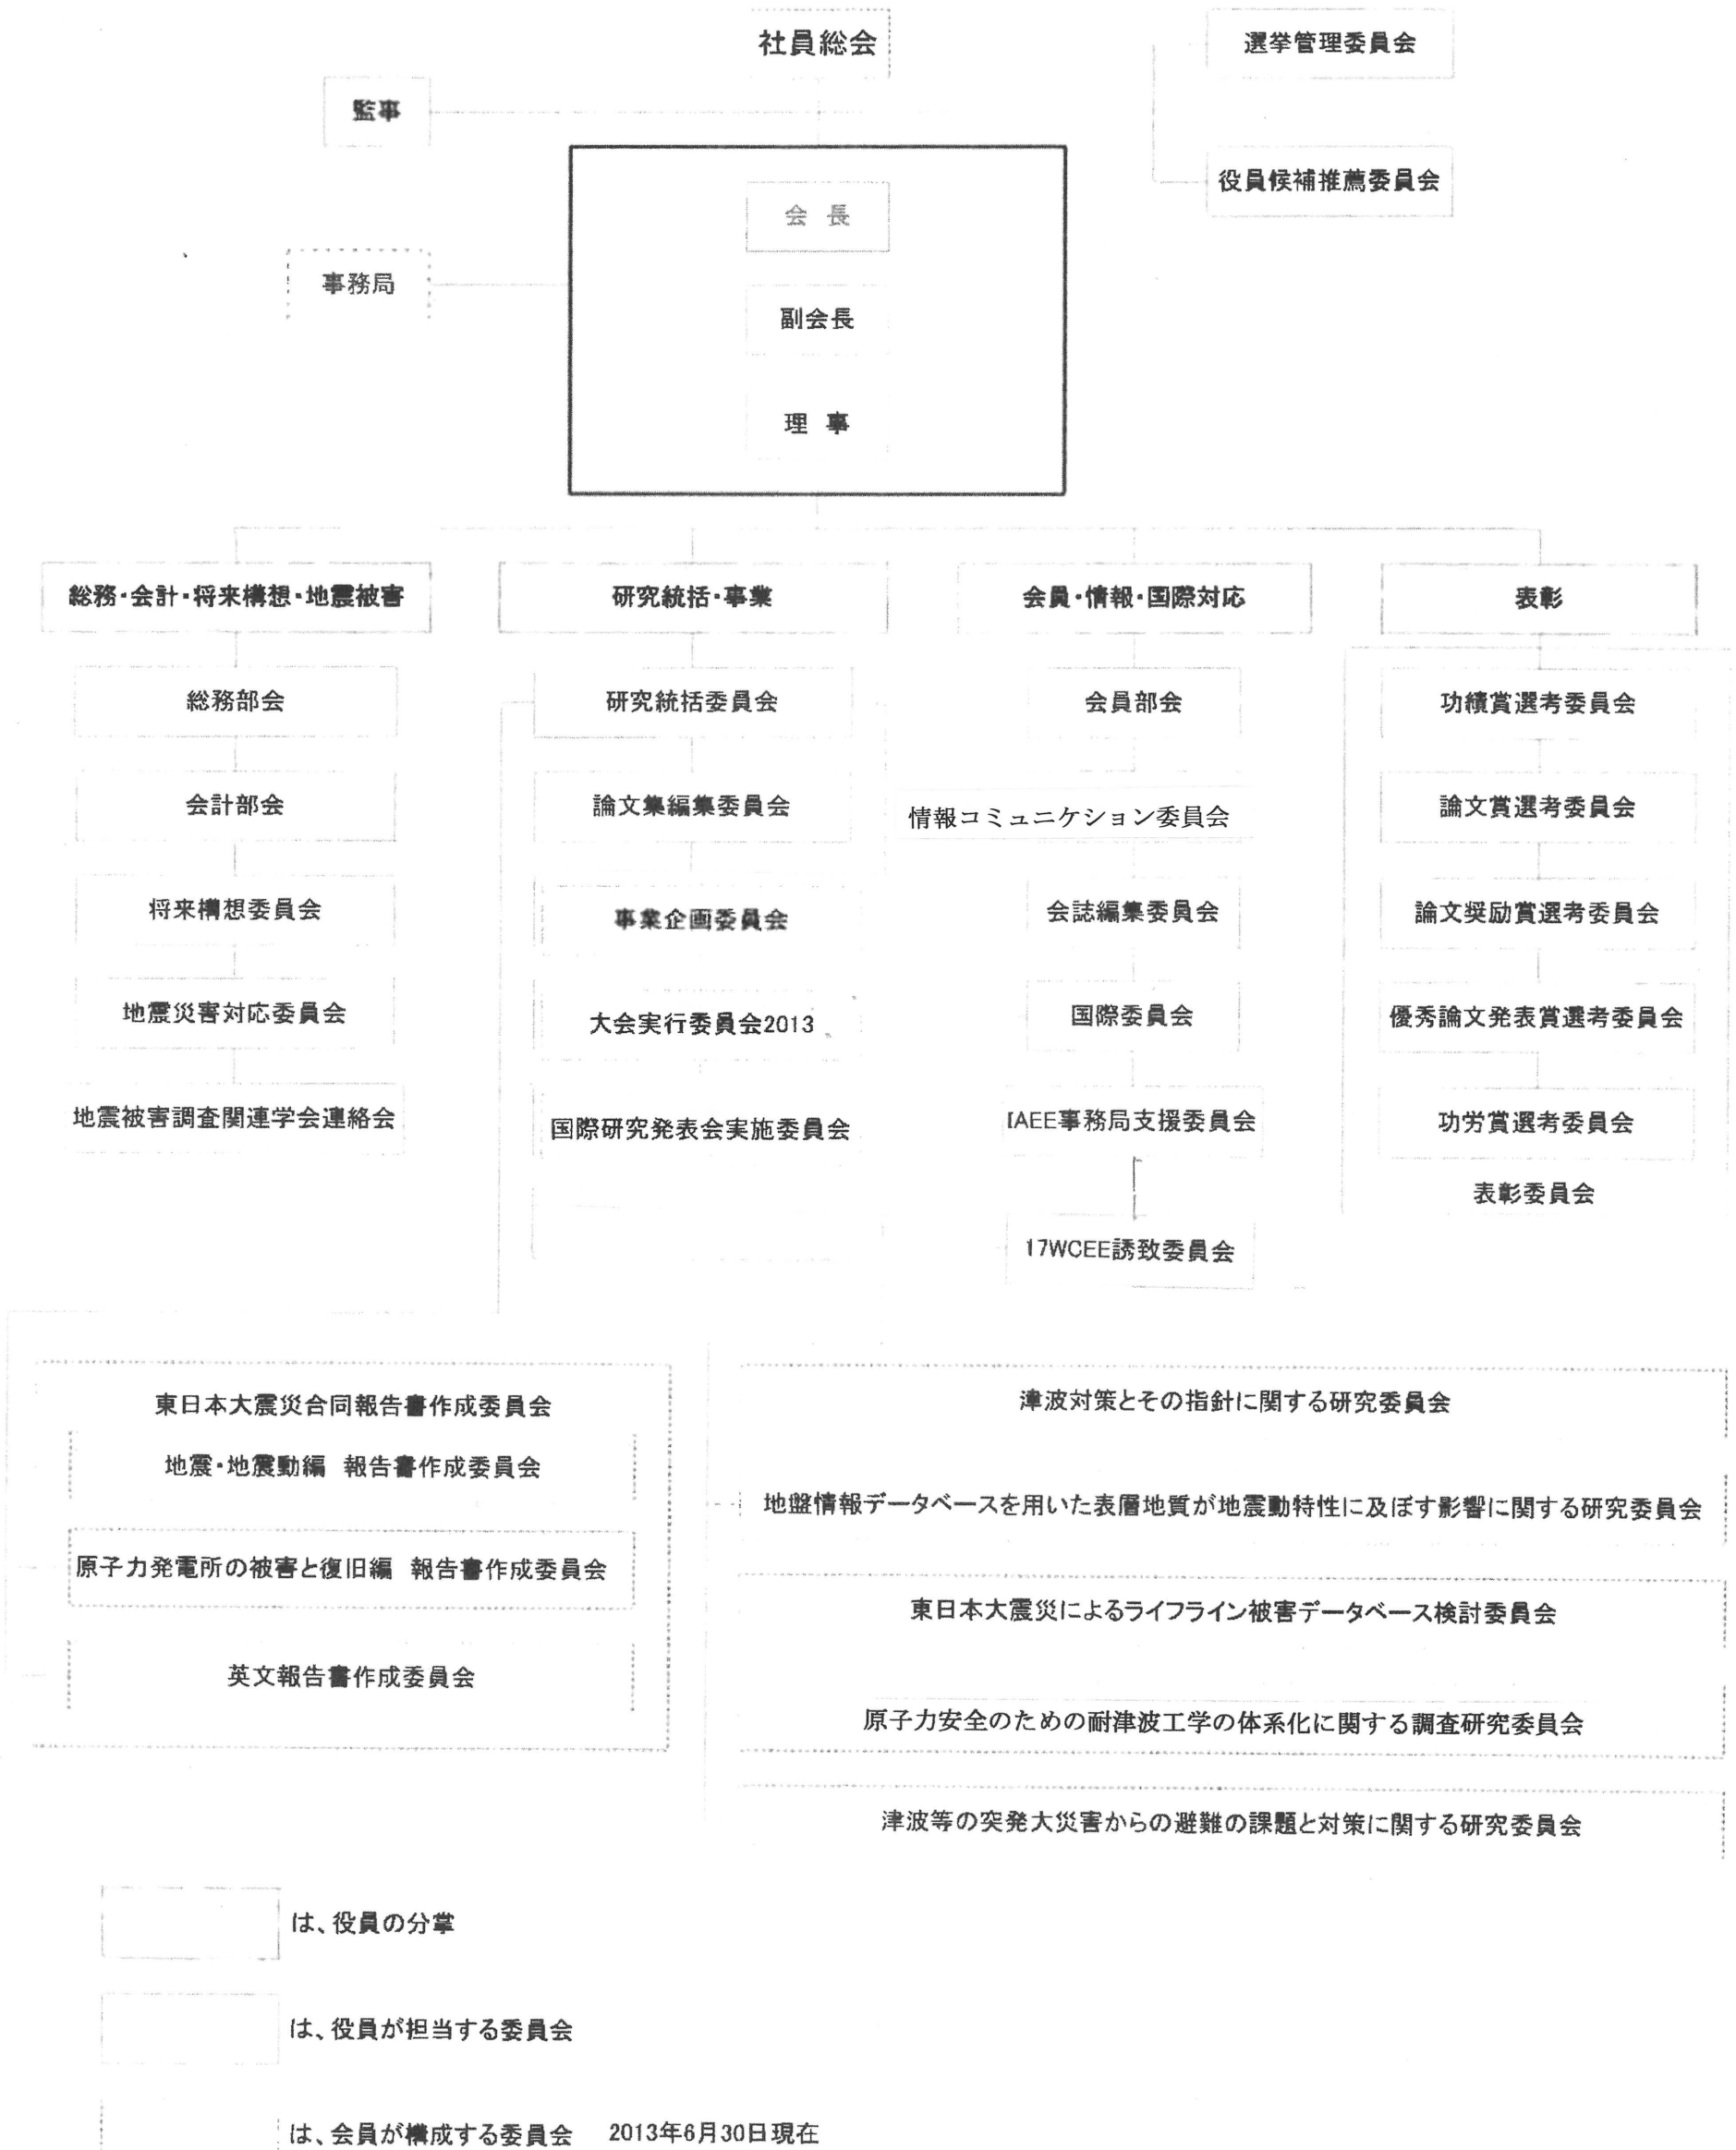 社員総会
選挙管理委員会
監事
役員候補推薦委員会
会 長
事務局
副会長
理 事
総務・会計・将来構想・地震被害
研究統括・事業
会員・情報・国際対応
表彰
総務部会
会計部会
将来構想委員会
地震災害対応委員会
地震被害調査関連学会連絡会
研究統括委員会
論文集編集委員会
事業企画委員会
大会実行委員会2013
国際研究発表会実施委員会
会員部会
情報コミュニケション委員会
会誌編集委員会
国際委員会
IAEE事務局支援委員会
17WCEE誘致委員会
功績賞選考委員会
論文賞選考委員会
論文奨励賞選考委員会
優秀論文発表賞選考委員会
功労賞選考委員会
表彰委員会
東日本大震災合同報告書作成委員会
地震・地震動編 報告書作成委員会
原子力発電所の被害と復旧編 報告書作成委員会
英文報告書作成委員会
津波対策とその指針に関する研究委員会
地盤情報データベースを用いた表層地質が地震動特性に及ぼす影響に関する研究委員会
東日本大震災によるライフライン被害データベース検討委員会
原子力安全のための耐津波工学の体系化に関する調査研究委員会
津波等の突発大災害からの避難の課題と対策に関する研究委員会
は、役員の分掌
は、役員が担当する委員会
は、会員が構成する委員会 2013年6月30日現在